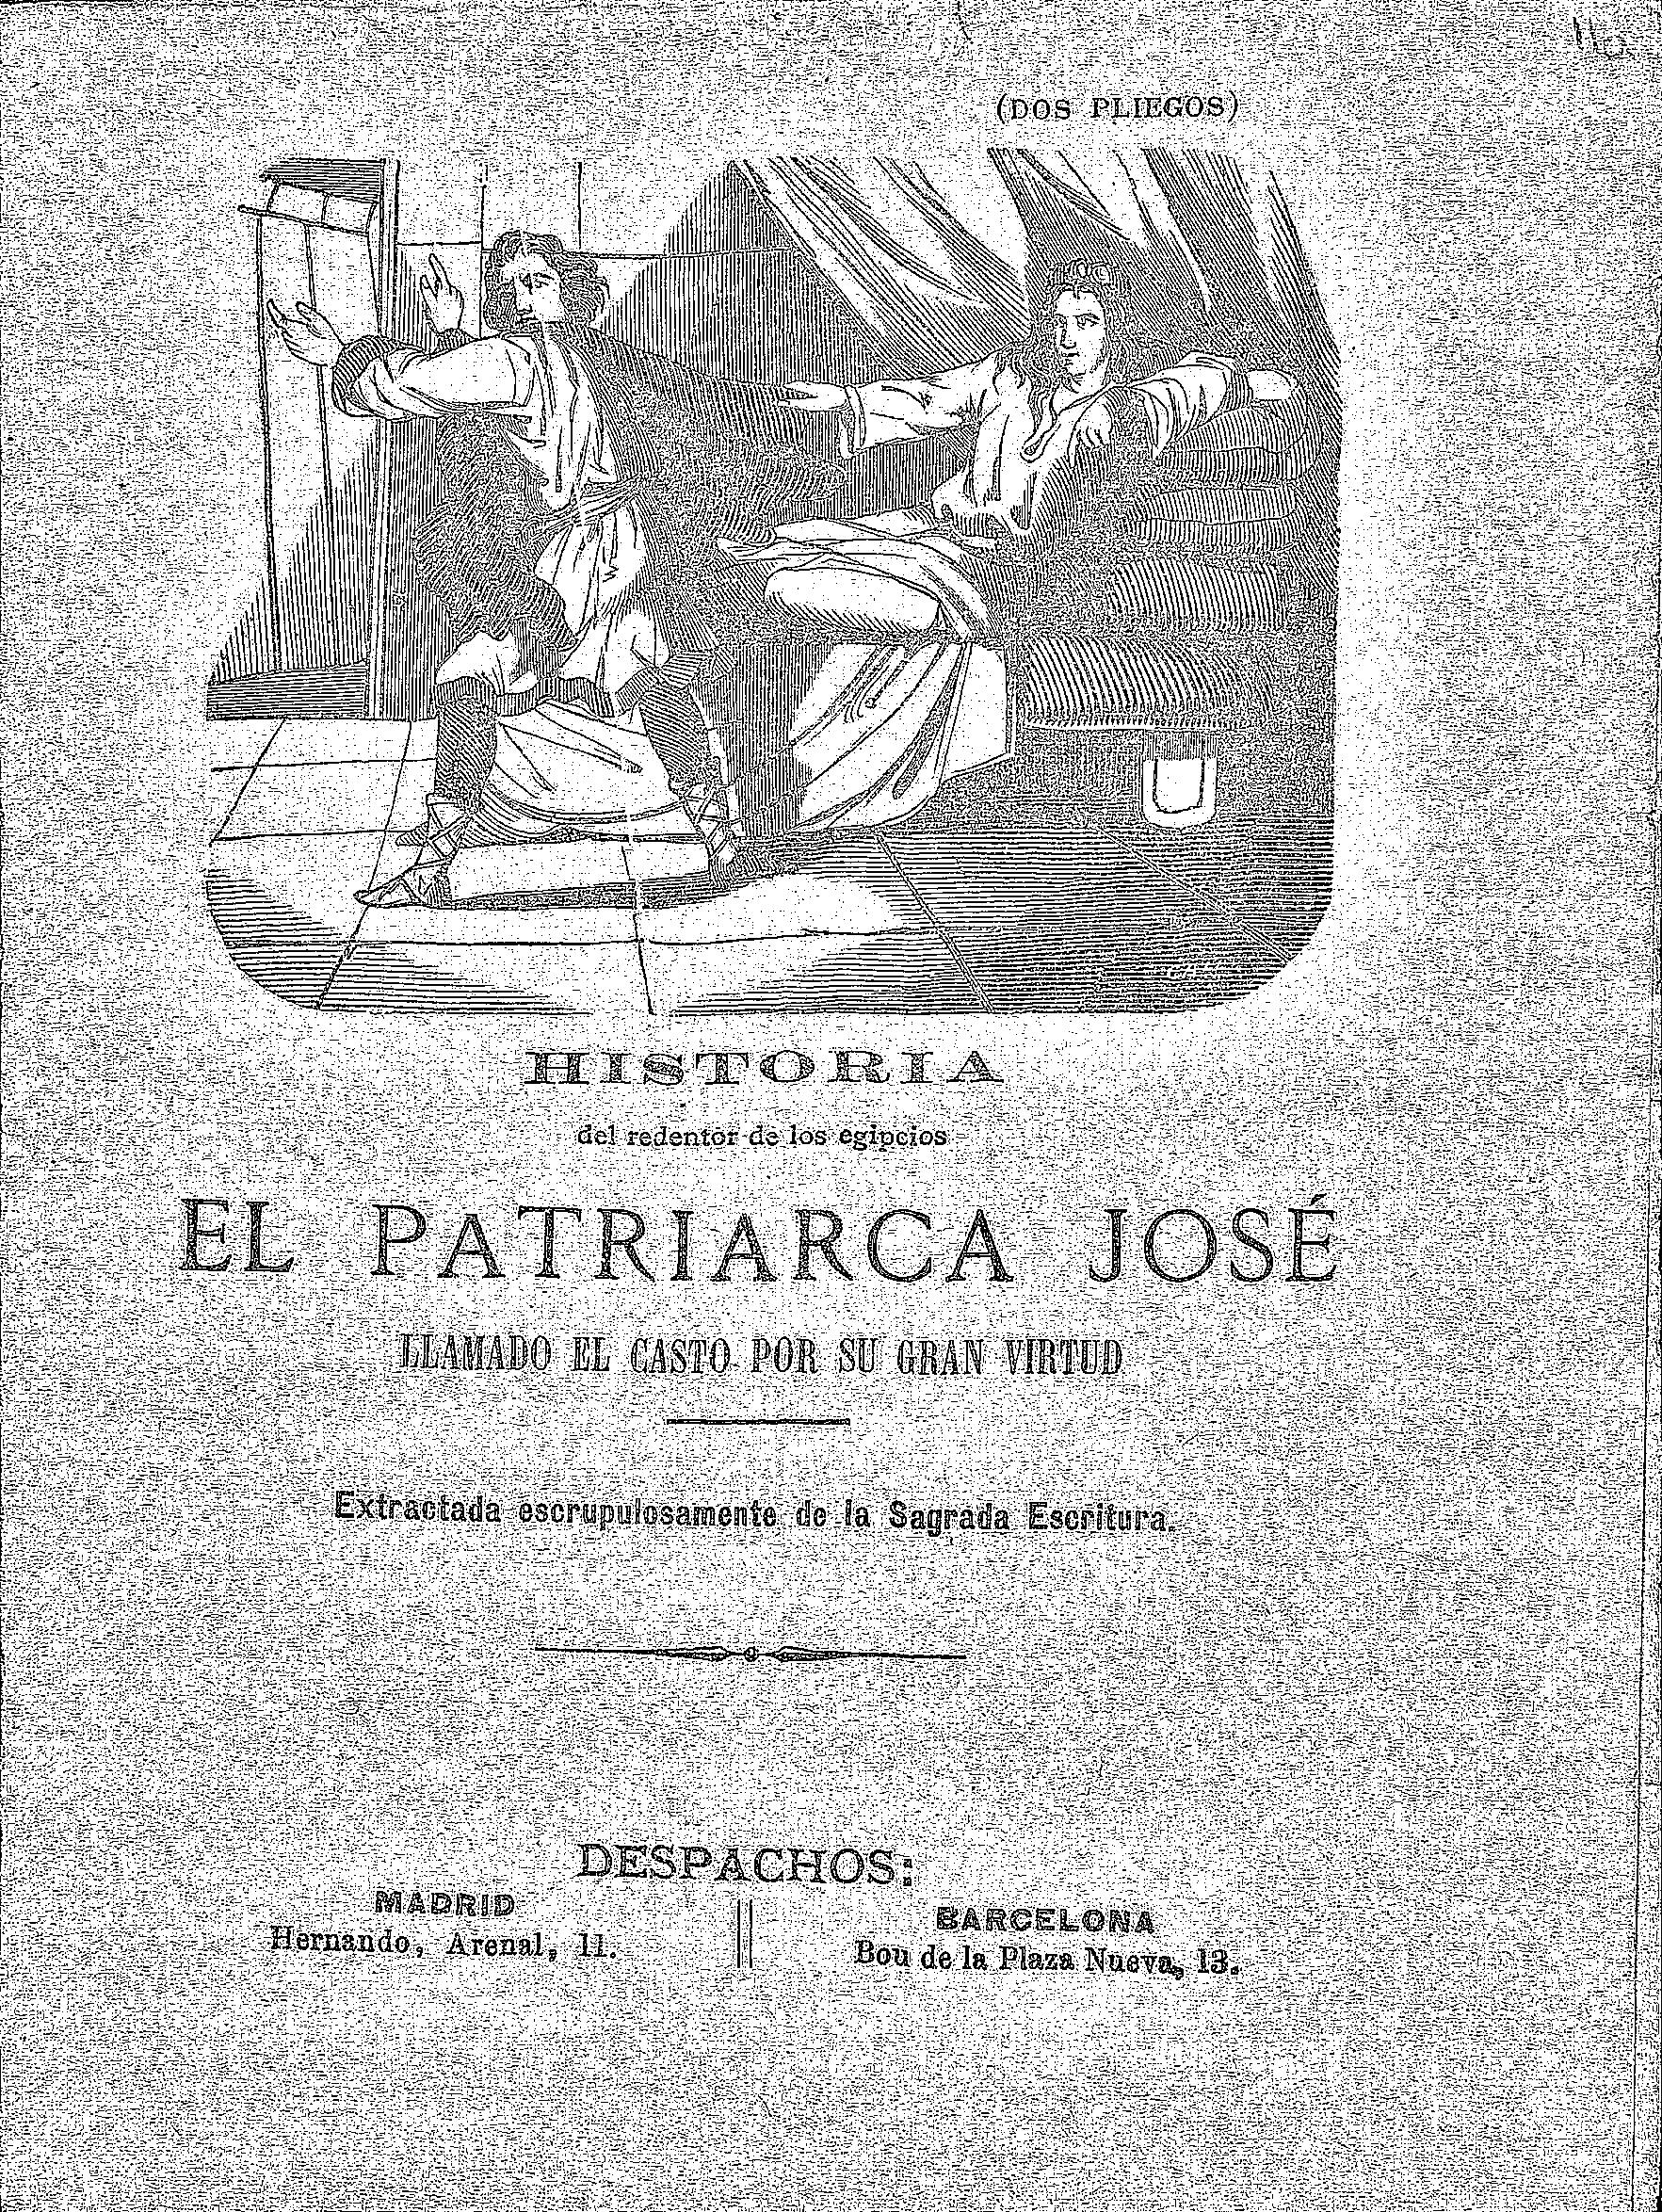 (DOS PLIEGOS)
HISTORIA
del redentor de los egipcios
EL PATRIARCA JOSÉ
LLAMADO EL CASTO POR SU GRAN VIRTUD
Extractada escrupulosamente de la Sagrada Escritura.
DESPACHOS:
MADRID
Hernando, Arenal, 11.
BARCELONA
Bou de la Plaza Nueva, 13.